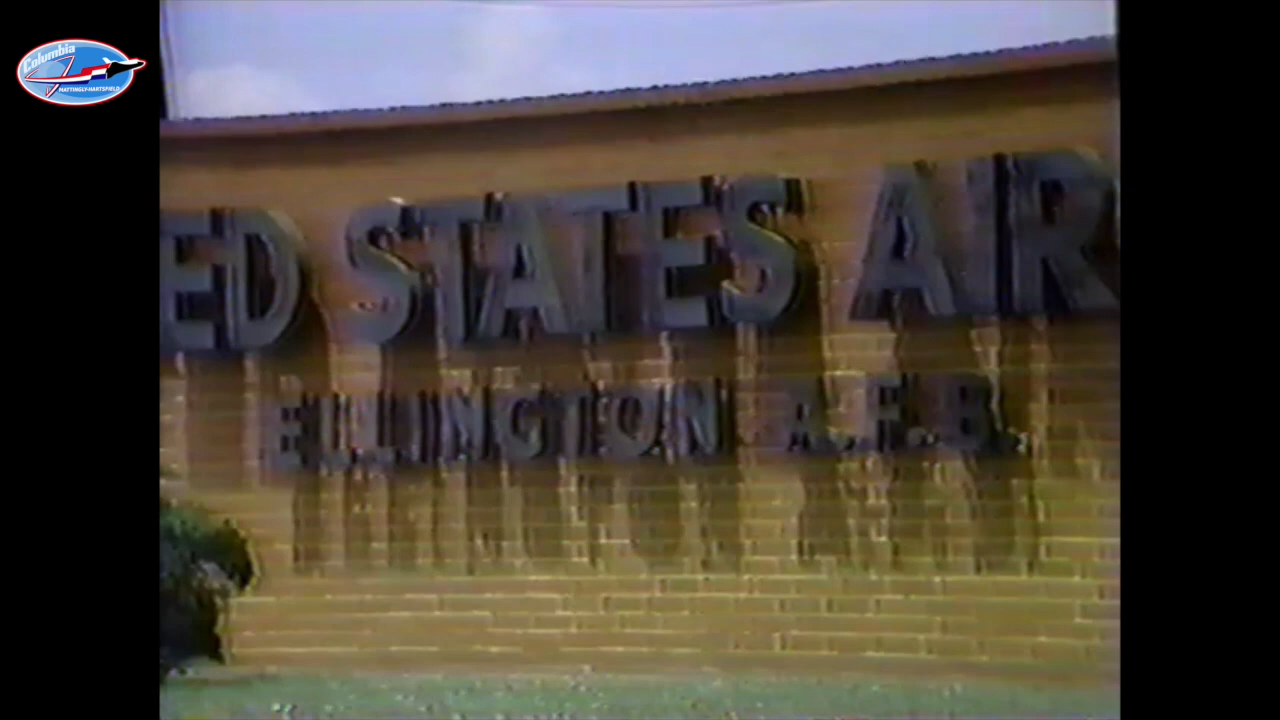 Columbia
MATTINGLY-HARTSFIELD
ED STATES AIR
ELLINGTON A.F.B.